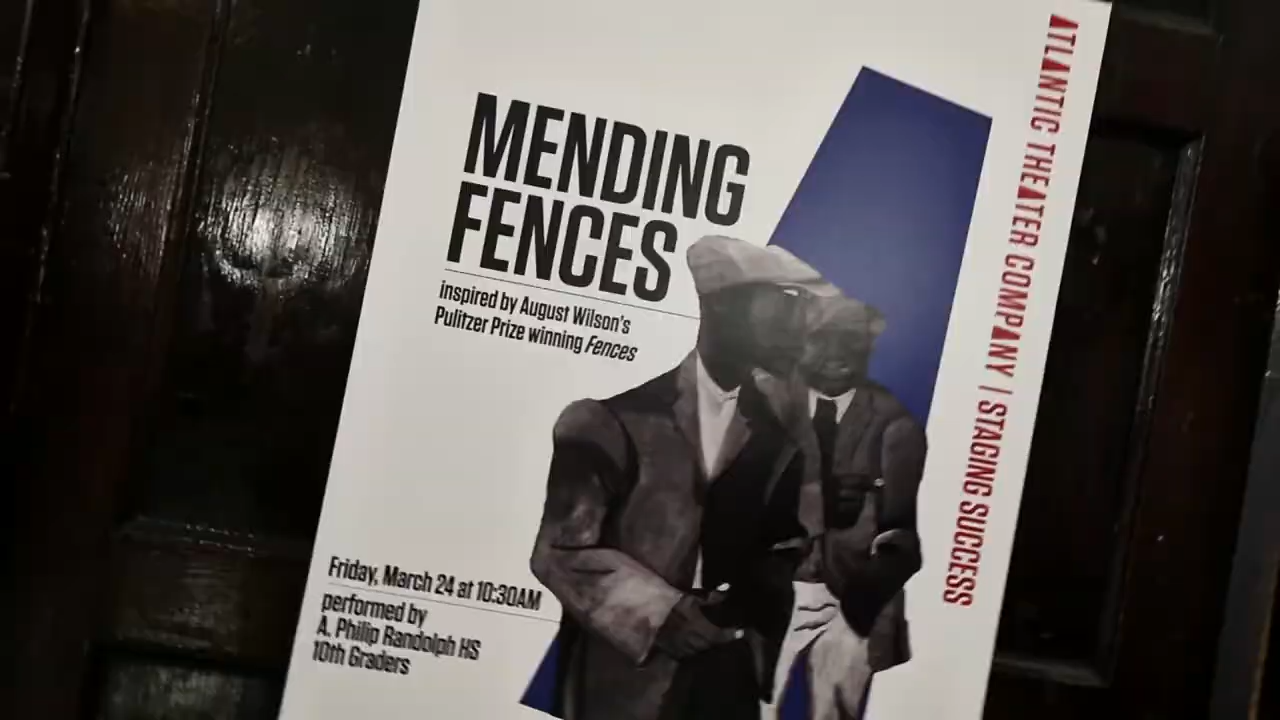 MENDING
FENCES
inspired by August Wilson's
Pulitzer Prize winning Fences
Friday, March 24 at 10:30AM
performed by
A. Philip Randolph HS
10th Graders
ATLANTIC THEATER COMPANY | STAGING SUCCESS